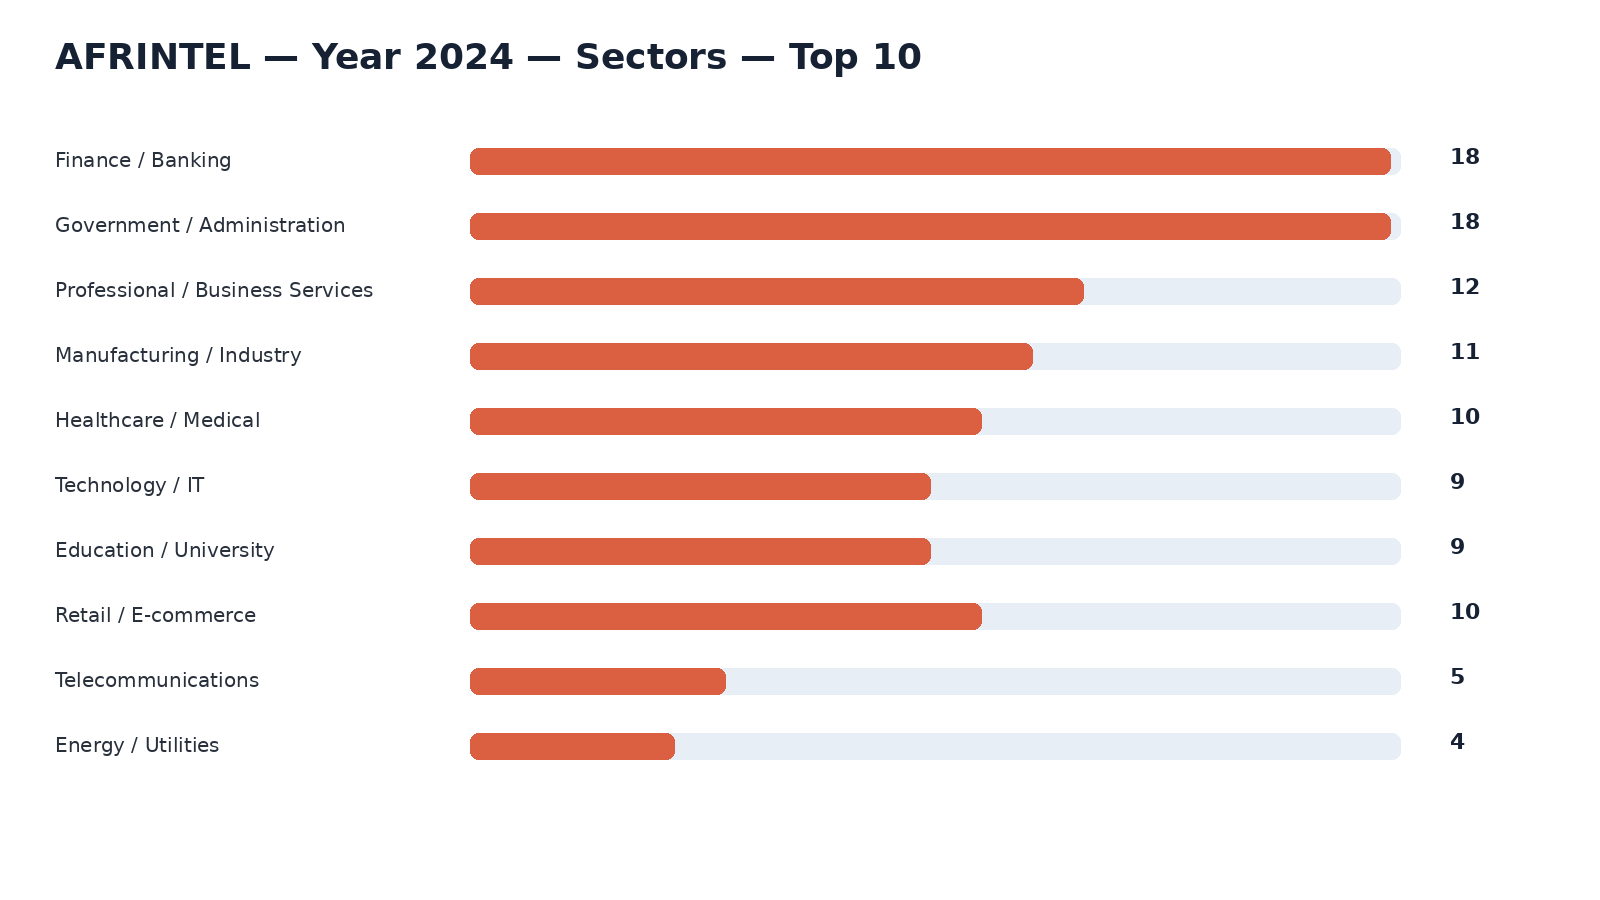 AFRINTEL — Year 2024 — Sectors — Top 10
Finance / Banking 18
Government / Administration 18
Professional / Business Services 12
Manufacturing / Industry 11
Healthcare / Medical 10
Technology / IT 9
Education / University 9
Retail / E-commerce 10
Telecommunications 5
Energy / Utilities 4